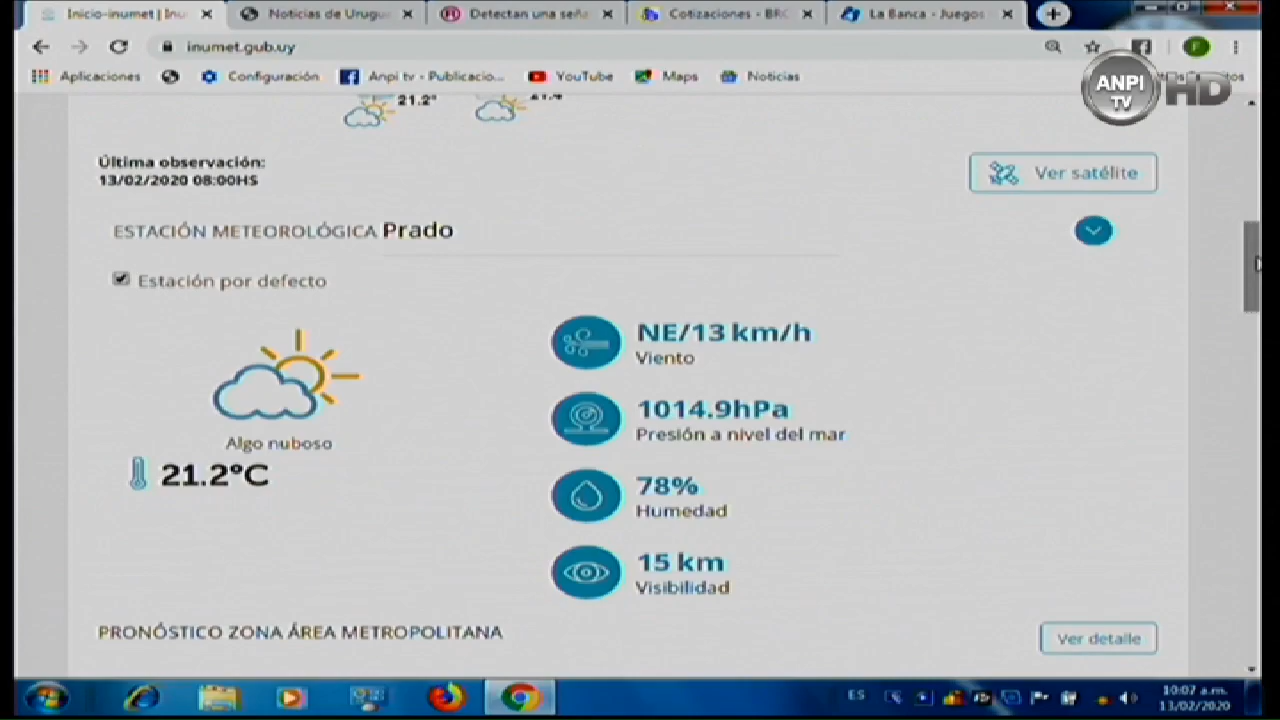 Inicio-inumet | Inu
Noticias de Urugua
Detectan una seña
Cotizaciones - BRO
La Banca - Juegos
inumet.gub.uy
Aplicaciones
Configuración
Anpi tv - Publicacio...
YouTube
Maps
Noticias
ANPI
TV
HD
21.2°
Última observación:
13/02/2020 08:00HS
Ver satélite
ESTACIÓN METEOROLÓGICA Prado
Estación por defecto
NE/13 km/h
Viento
1014.9hPa
Presión a nivel del mar
Algo nuboso
21.2°C
78%
Humedad
15 km
Visibilidad
PRONÓSTICO ZONA ÁREA METROPOLITANA
Ver detalle
ES
10:07 a.m.
13/02/2020